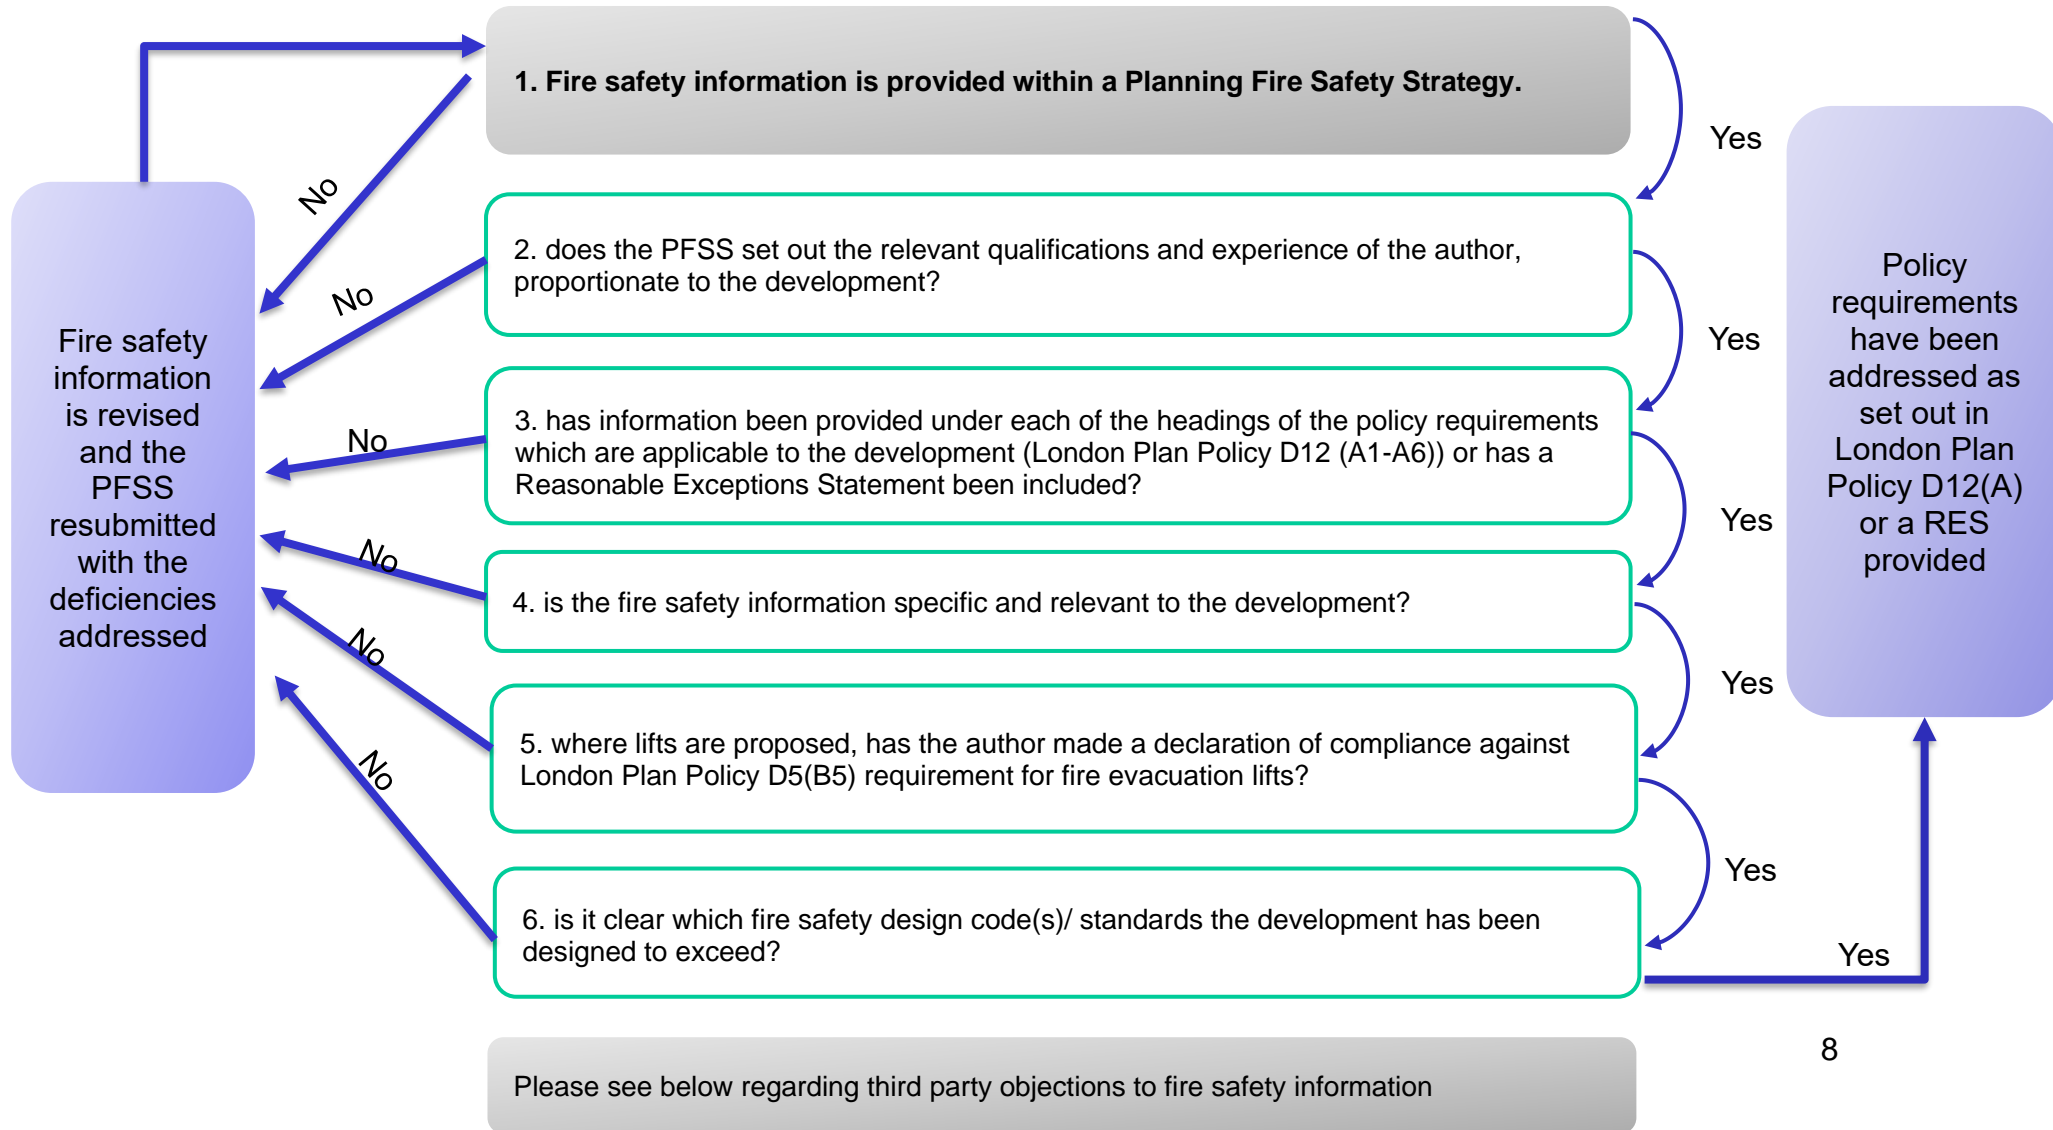 1. Fire safety information is provided within a Planning Fire Safety Strategy.
Yes
No
2. does the PFSS set out the relevant qualifications and experience of the author,
proportionate to the development?
No
Yes
Fire safety
information
is revised
and the
PFSS
resubmitted
with the
deficiencies
addressed
Policy
requirements
have been
addressed as
set out in
London Plan
Policy D12(A)
or a RES
provided
3. has information been provided under each of the headings of the policy requirements
which are applicable to the development (London Plan Policy D12 (A1-A6)) or has a
Reasonable Exceptions Statement been included?
No
Yes
4. is the fire safety information specific and relevant to the development?
No
Yes
5. where lifts are proposed, has the author made a declaration of compliance against
London Plan Policy D5(B5) requirement for fire evacuation lifts?
No
Yes
6. is it clear which fire safety design code(s)/ standards the development has been
designed to exceed?
No
Yes
8
Please see below regarding third party objections to fire safety information